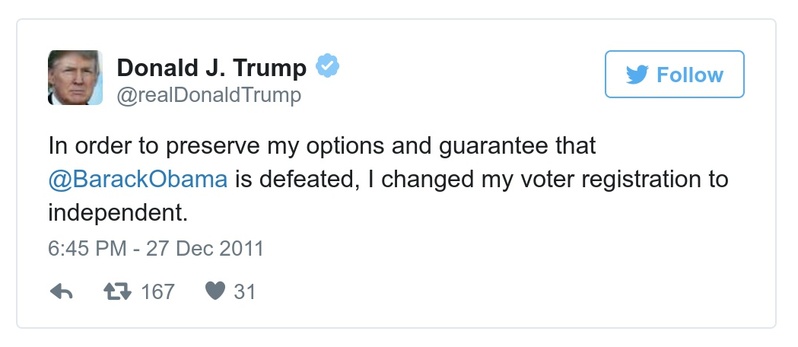 Donald J. Trump
@realDonaldTrump
Follow
In order to preserve my options and guarantee that
@BarackObama is defeated, I changed my voter registration to
independent.
6:45 PM - 27 Dec 2011
167 31